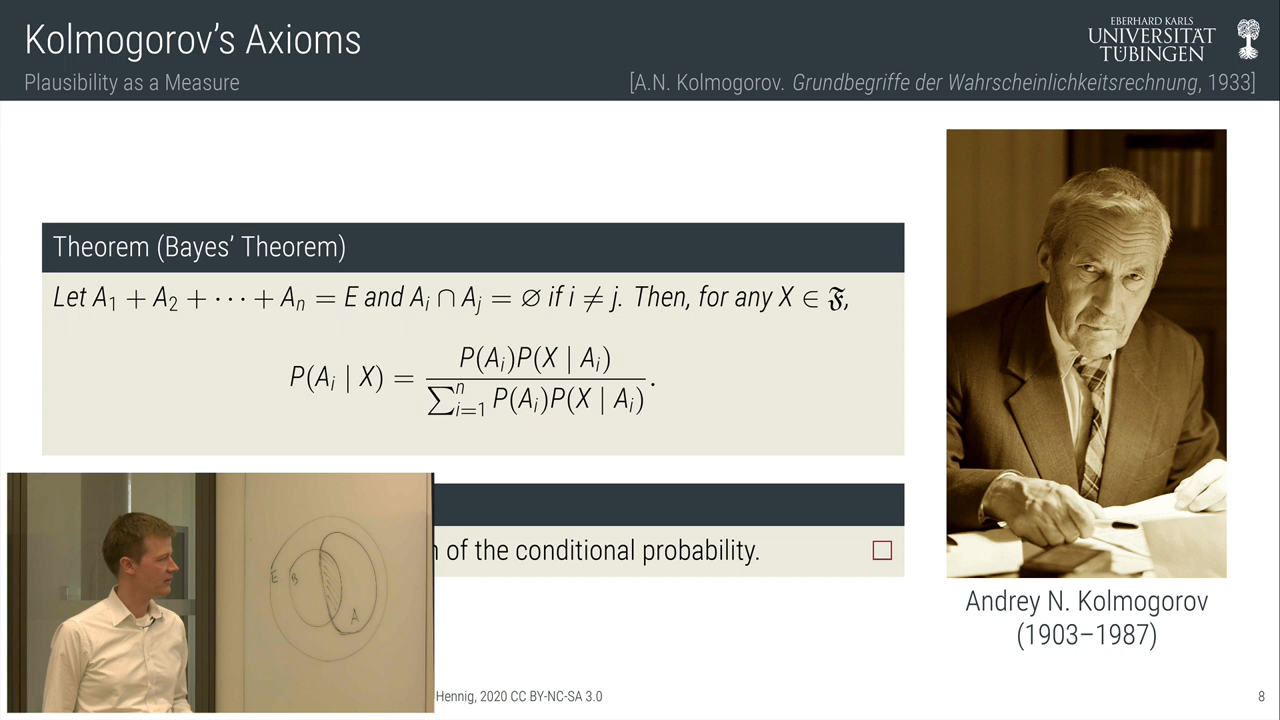 Kolmogorov's Axioms
Plausibility as a Measure
[A.N. Kolmogorov. Grundbegriffe der Wahrscheinlichkeitsrechnung, 1933]
EBERHARD KARLS
UNIVERSITÄT
TÜBINGEN
Theorem (Bayes' Theorem)
Let A₁ + A₂ + ⋯ + Aₙ = E and Aᵢ ∩ Aⱼ = ∅ if i ≠ j. Then, for any X ∈ 𝔉,
P(Aᵢ | X) = P(Aᵢ)P(X | Aᵢ) / ∑ⁿᵢ₌₁ P(Aᵢ)P(X | Aᵢ).
of the conditional probability. □
E B A
Andrey N. Kolmogorov
(1903–1987)
Hennig, 2020 CC BY-NC-SA 3.0
8